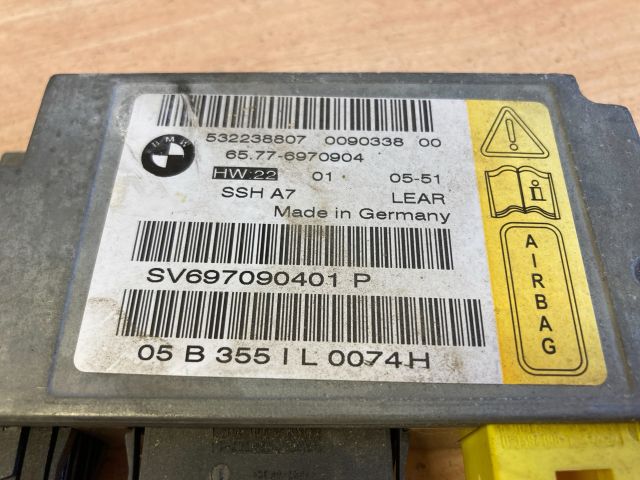 BMW
532238807 0090338 00
65.77-6970904
HW:22 01 05-51
SSH A7 LEAR
Made in Germany
SV697090401 P
05 B 355 I L 0074H
AIRBAG